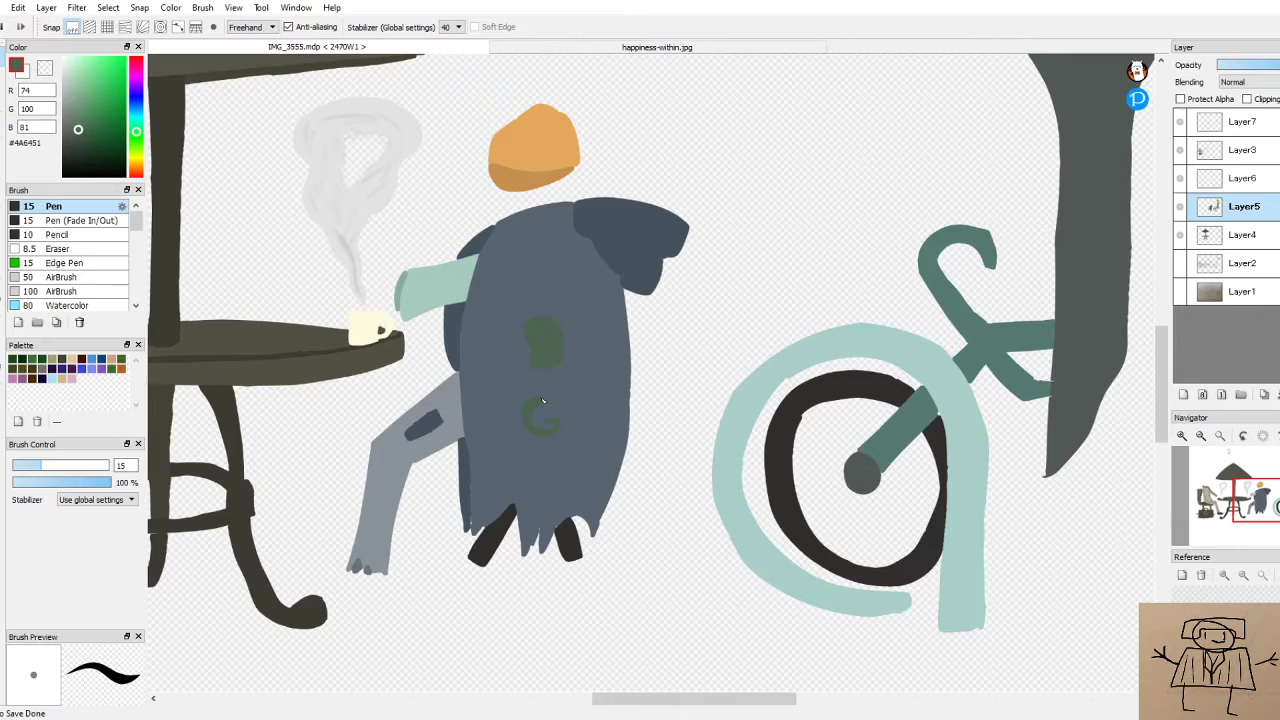 Edit Layer Filter Select Snap Color Brush View Tool Window Help
Snap off Freehand Anti-aliasing Stabilizer (Global settings) 40 Soft Edge
Color
IMG_3555.mdp < 2470W1 >
happiness-within.jpg
Layer
R 74
G 100
B 81
#4A6451
Opacity
Blending Normal
Protect Alpha Clipping
Layer7
Layer3
Layer6
Layer5
Layer4
Layer2
Layer1
Brush
15 Pen
15 Pen (Fade In/Out)
10 Pencil
8.5 Eraser
15 Edge Pen
50 AirBrush
100 AirBrush
80 Watercolor
Palette
---
Brush Control
15
100 %
Stabilizer Use global settings
Navigator
Reference
Brush Preview
o Save Done